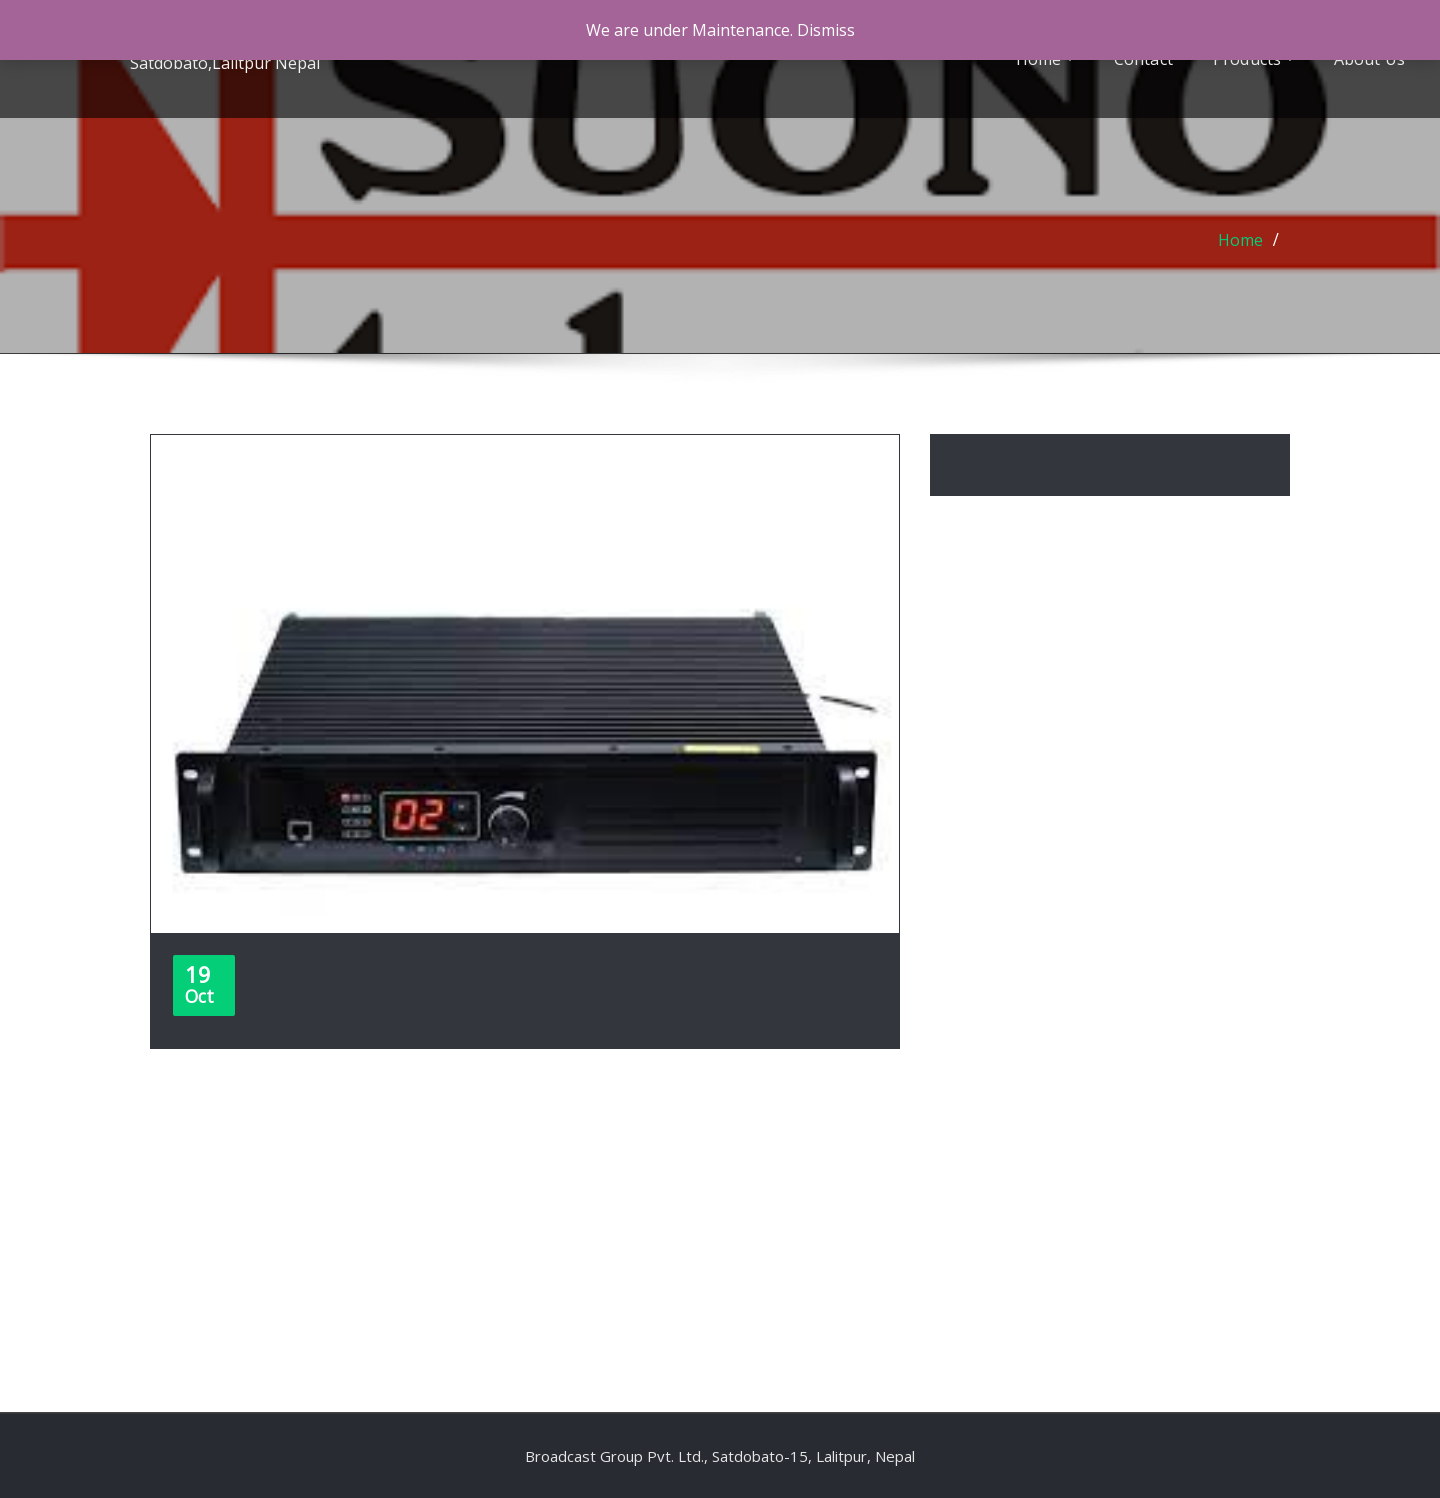 We are under Maintenance. Dismiss
Satdobato,Lalitpur Nepal
Home
Contact
Products
About Us
SUONO
Home /
02
19
Oct
Broadcast Group Pvt. Ltd., Satdobato-15, Lalitpur, Nepal